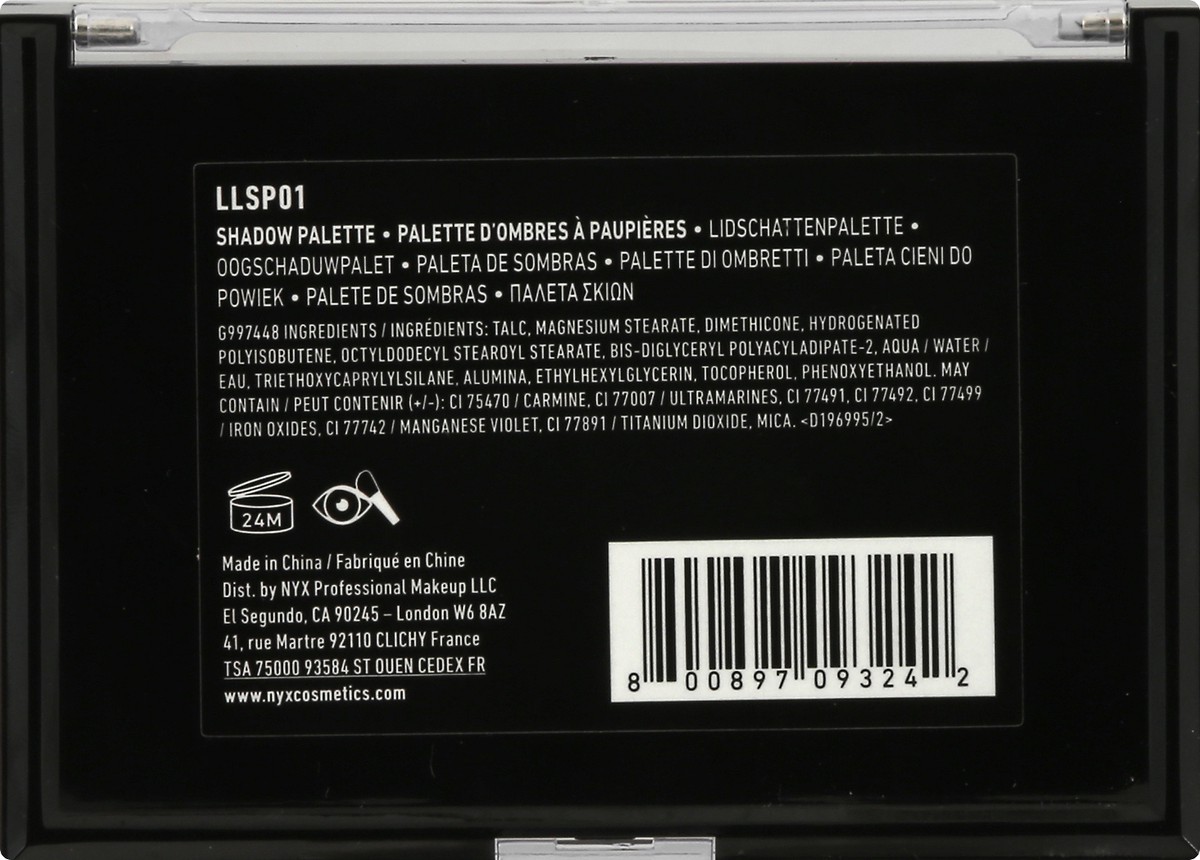 LLSP01
SHADOW PALETTE • PALETTE D'OMBRES À PAUPIÈRES • LIDSCHATTENPALETTE •
OOGSCHADUWPALET • PALETA DE SOMBRAS • PALETTE DI OMBRETTI • PALETA CIENI DO
POWIEK • PALETE DE SOMBRAS • ΠΑΛΕΤΑ ΣΚΙΩΝ
G997448 INGREDIENTS / INGRÉDIENTS: TALC, MAGNESIUM STEARATE, DIMETHICONE, HYDROGENATED
POLYISOBUTENE, OCTYLDODECYL STEAROYL STEARATE, BIS-DIGLYCERYL POLYACYLADIPATE-2, AQUA / WATER /
EAU, TRIETHOXYCAPRYLYLSILANE, ALUMINA, ETHYLHEXYLGLYCERIN, TOCOPHEROL, PHENOXYETHANOL. MAY
CONTAIN / PEUT CONTENIR (+/-): CI 75470 / CARMINE, CI 77007 / ULTRAMARINES, CI 77491, CI 77492, CI 77499
/ IRON OXIDES, CI 77742 / MANGANESE VIOLET, CI 77891 / TITANIUM DIOXIDE, MICA. <D196995/2>
24M
Made in China / Fabriqué en Chine
Dist. by NYX Professional Makeup LLC
El Segundo, CA 90245 – London W6 8AZ
41, rue Martre 92110 CLICHY France
TSA 75000 93584 ST OUEN CEDEX FR
www.nyxcosmetics.com
8 00897 09324 2